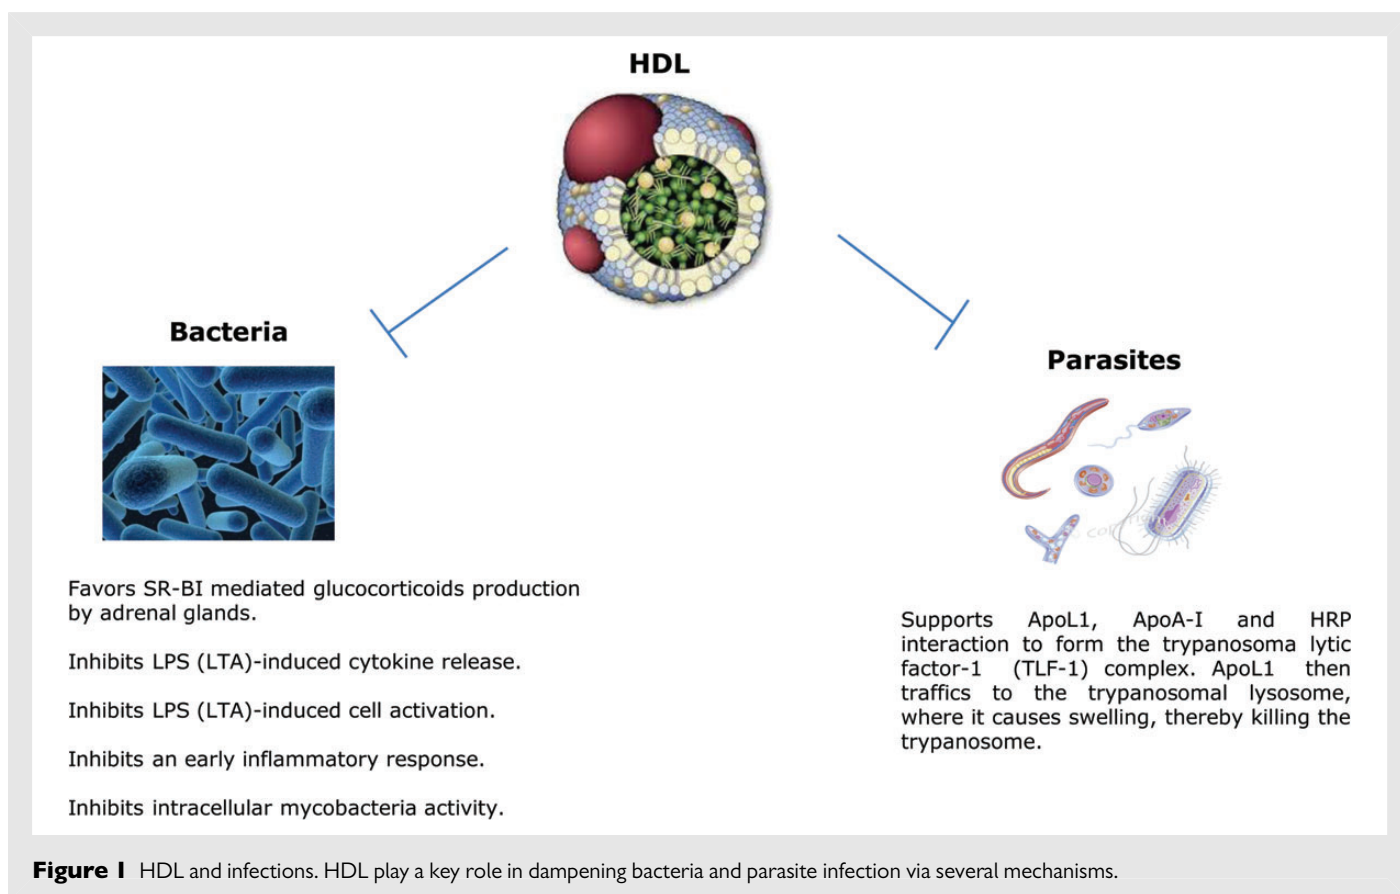 HDL
Bacteria
Parasites
Favors SR-BI mediated glucocorticoids production
by adrenal glands.
Inhibits LPS (LTA)-induced cytokine release.
Inhibits LPS (LTA)-induced cell activation.
Inhibits an early inflammatory response.
Inhibits intracellular mycobacteria activity.
Supports ApoL1, ApoA-I and HRP
interaction to form the trypanosoma lytic
factor-1 (TLF-1) complex. ApoL1 then
traffics to the trypanosomal lysosome,
where it causes swelling, thereby killing the
trypanosome.
Figure 1 HDL and infections. HDL play a key role in dampening bacteria and parasite infection via several mechanisms.